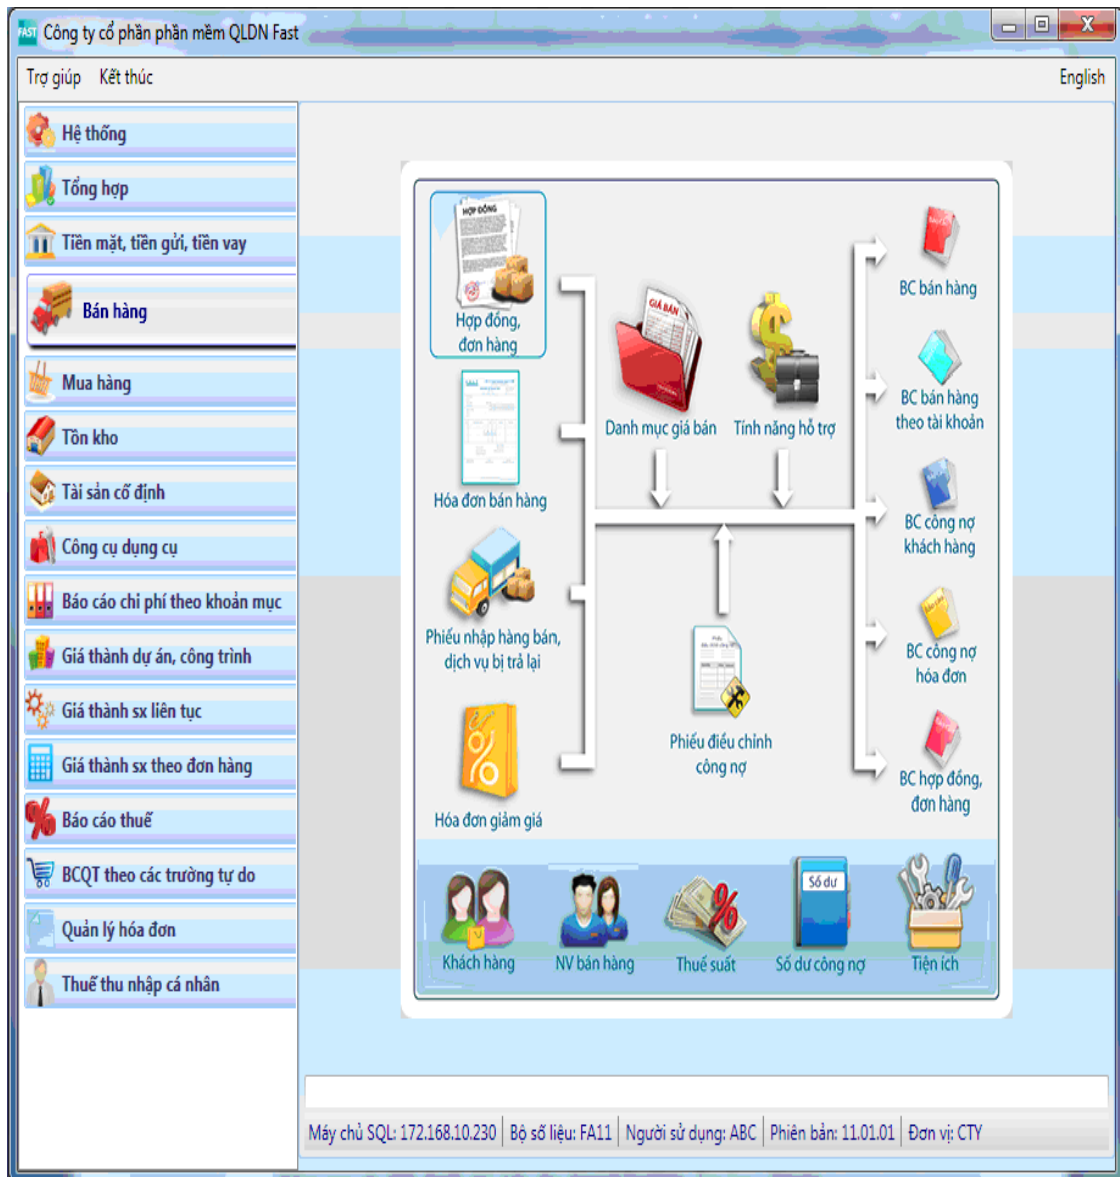 FAST Công ty cổ phần phần mềm QLDN Fast
Trợ giúp Kết thúc English
Hệ thống
Tổng hợp
Tiền mặt, tiền gửi, tiền vay
Bán hàng
Mua hàng
Tồn kho
Tài sản cố định
Công cụ dụng cụ
Báo cáo chi phí theo khoản mục
Giá thành dự án, công trình
Giá thành sx liên tục
Giá thành sx theo đơn hàng
Báo cáo thuế
BCQT theo các trường tự do
Quản lý hóa đơn
Thuế thu nhập cá nhân
HỢP ĐỒNG
Hợp đồng,
đơn hàng
Hóa đơn bán hàng
Phiếu nhập hàng bán,
dịch vụ bị trả lại
Hóa đơn giảm giá
GIÁ BÁN
Danh mục giá bán
Tính năng hỗ trợ
Phiếu
Phiếu điều chỉnh
công nợ
BC bán hàng
BC bán hàng
theo tài khoản
BC công nợ
khách hàng
BC công nợ
hóa đơn
BC hợp đồng,
đơn hàng
Khách hàng
NV bán hàng
Thuế suất
Số dư
Số dư công nợ
Tiện ích
Máy chủ SQL: 172.168.10.230 Bộ số liệu: FA11 Người sử dụng: ABC Phiên bản: 11.01.01 Đơn vị: CTY